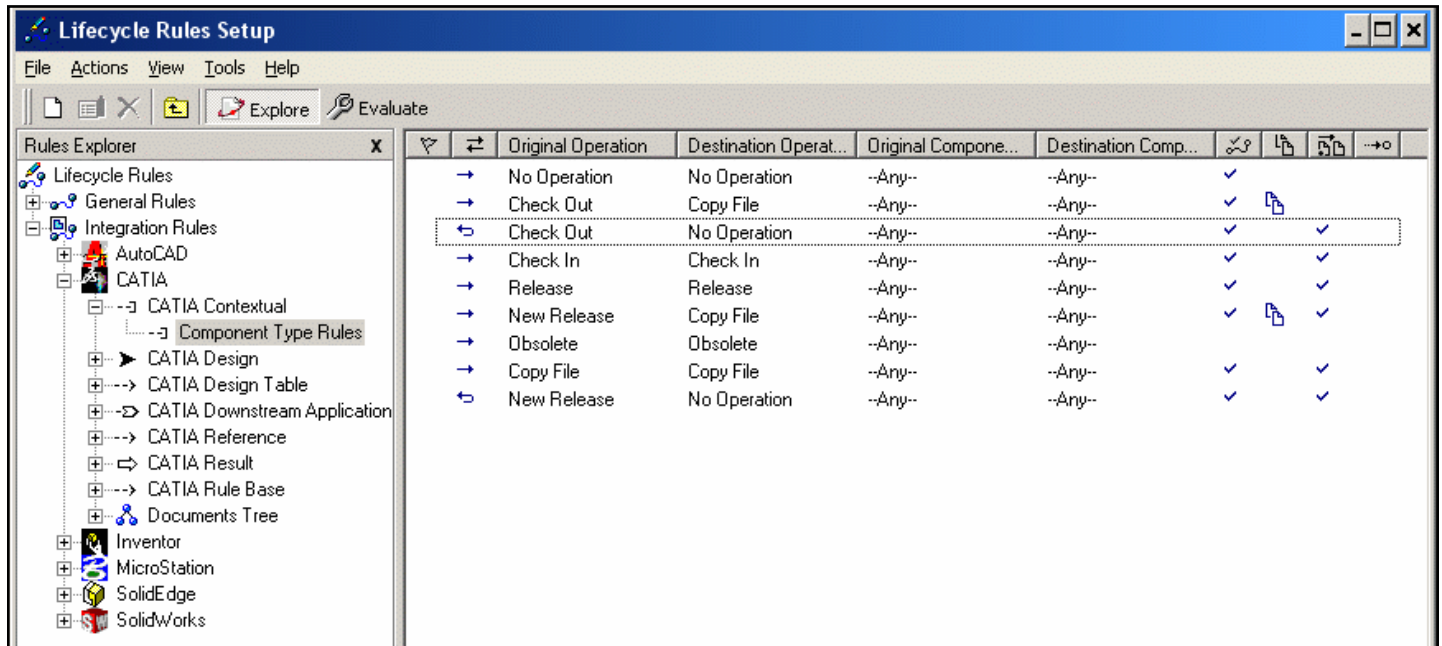 Lifecycle Rules Setup
File Actions View Tools Help
Explore Evaluate
Rules Explorer X
Lifecycle Rules
General Rules
Integration Rules
AutoCAD
CATIA
CATIA Contextual
Component Type Rules
CATIA Design
CATIA Design Table
CATIA Downstream Application
CATIA Reference
CATIA Result
CATIA Rule Base
Documents Tree
Inventor
MicroStation
SolidEdge
SolidWorks
Original Operation Destination Operat... Original Compone... Destination Comp...
No Operation No Operation --Any-- --Any--
Check Out Copy File --Any-- --Any--
Check Out No Operation --Any-- --Any--
Check In Check In --Any-- --Any--
Release Release --Any-- --Any--
New Release Copy File --Any-- --Any--
Obsolete Obsolete --Any-- --Any--
Copy File Copy File --Any-- --Any--
New Release No Operation --Any-- --Any--